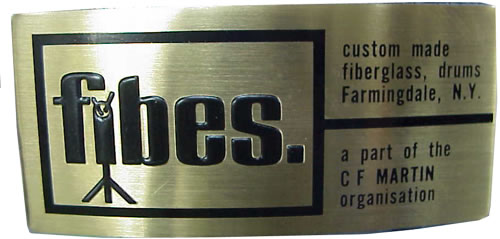 fibes.
custom made
fiberglass, drums
Farmingdale, N.Y.
a part of the
C F MARTIN
organisation